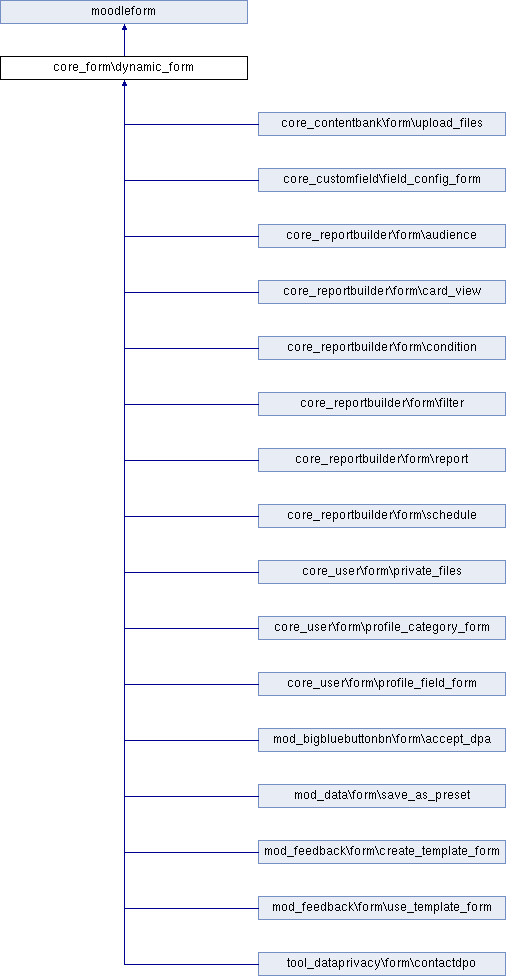 moodleform
core_form\dynamic_form
core_contentbank\form\upload_files
core_customfield\field_config_form
core_reportbuilder\form\audience
core_reportbuilder\form\card_view
core_reportbuilder\form\condition
core_reportbuilder\form\filter
core_reportbuilder\form\report
core_reportbuilder\form\schedule
core_user\form\private_files
core_user\form\profile_category_form
core_user\form\profile_field_form
mod_bigbluebuttonbn\form\accept_dpa
mod_data\form\save_as_preset
mod_feedback\form\create_template_form
mod_feedback\form\use_template_form
tool_dataprivacy\form\contactdpo